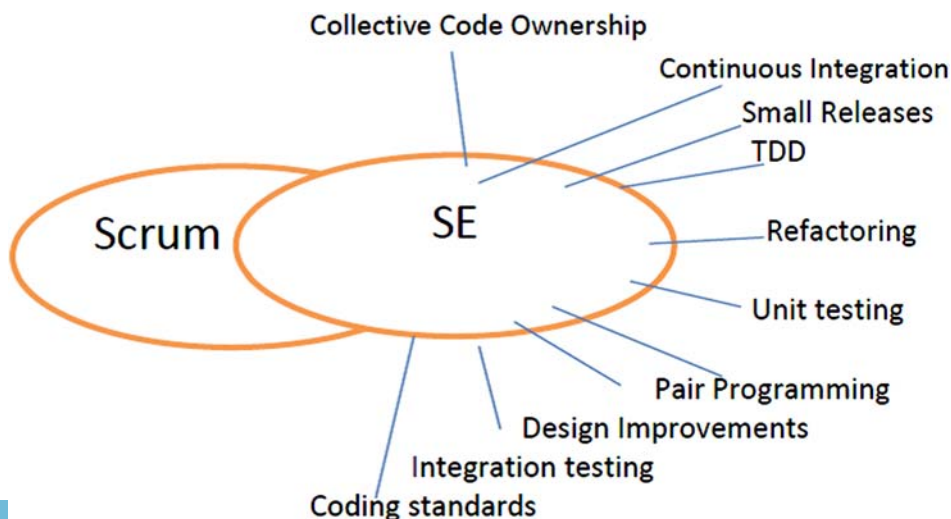 Collective Code Ownership
Continuous Integration
Small Releases
TDD
Scrum
SE
Refactoring
Unit testing
Pair Programming
Design Improvements
Integration testing
Coding standards